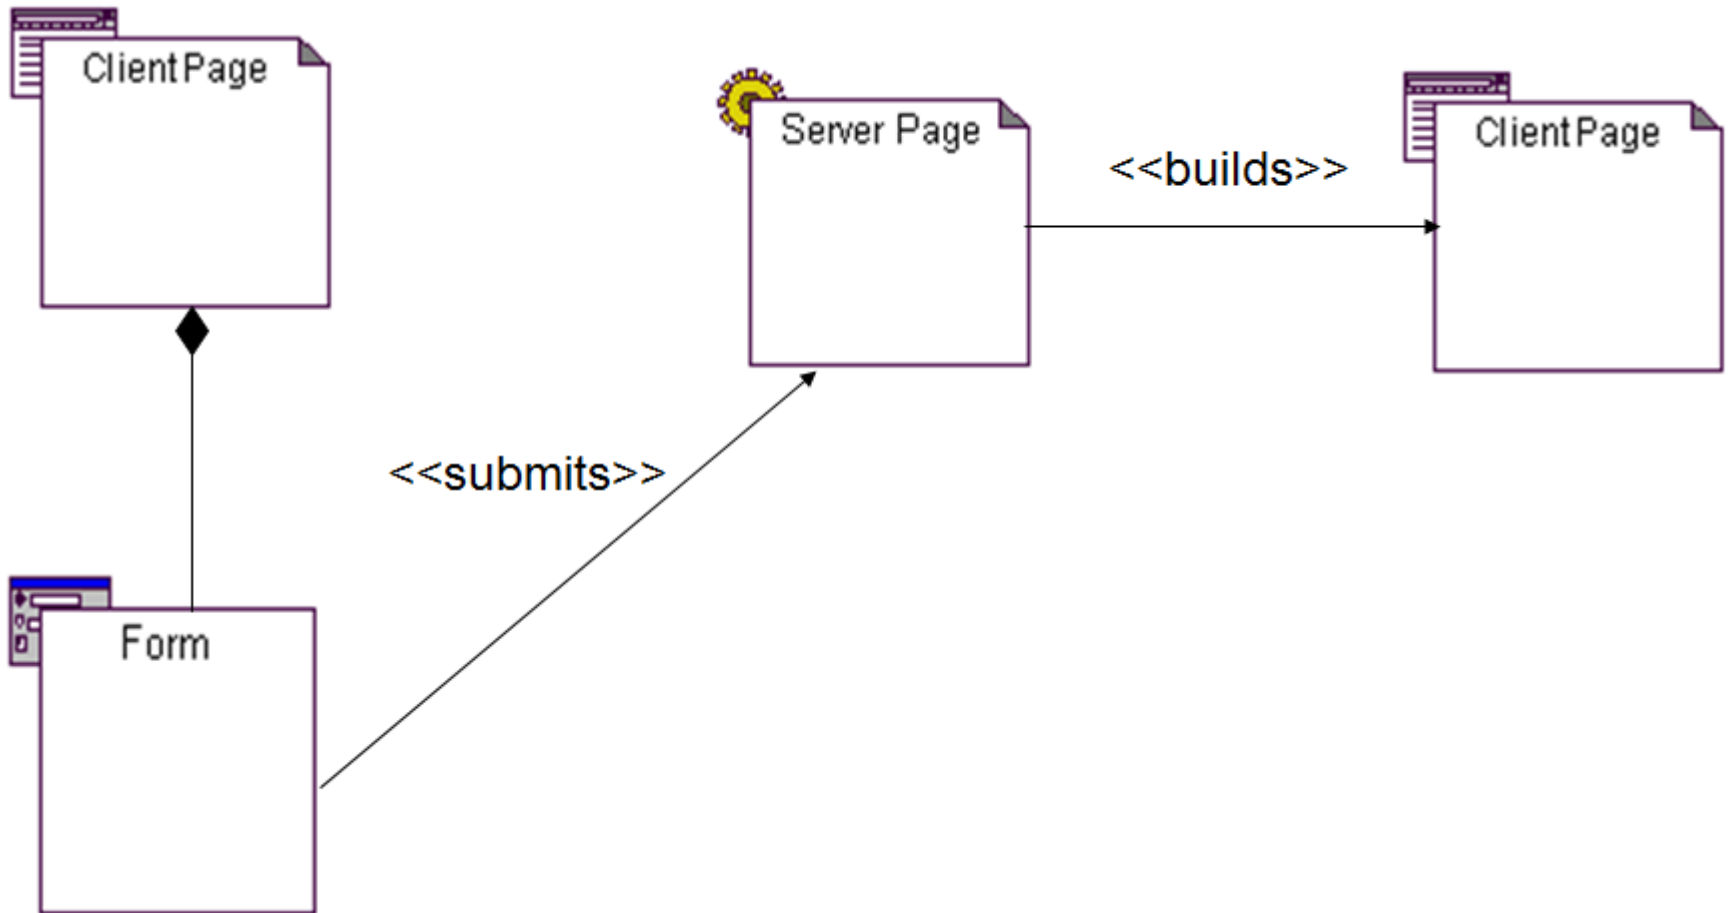 Client Page
Server Page
Client Page
<<builds>>
<<submits>>
Form